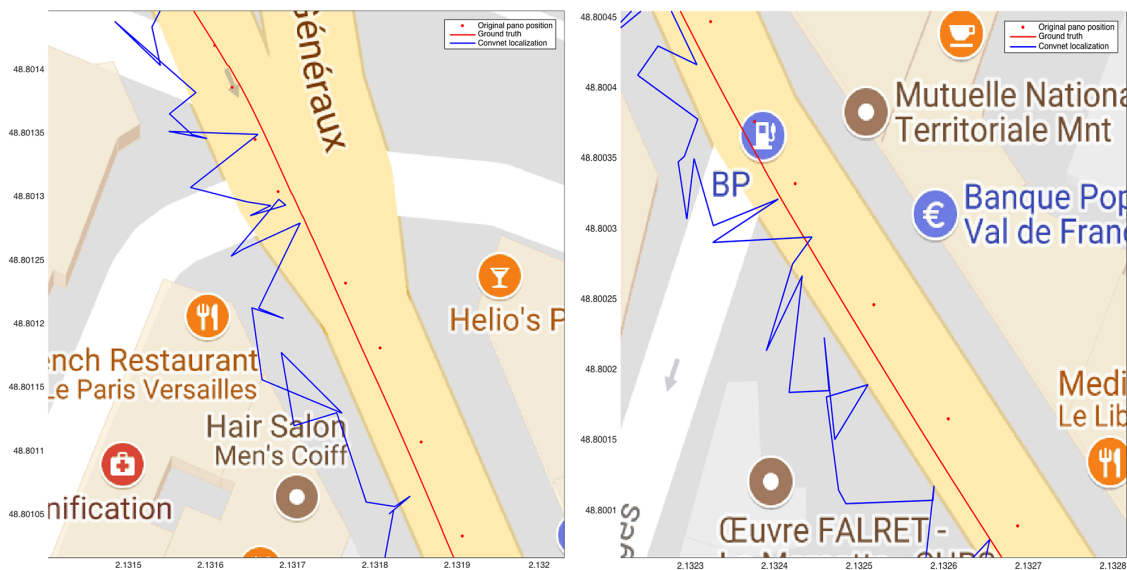 Original pano position
Ground truth
Convnet localization
48.8014
48.80135
48.8013
48.80125
48.8012
48.80115
48.8011
48.80105
2.1315
2.1316
2.1317
2.1318
2.1319
2.132
Généraux
Helio's P
ench Restaurant
Le Paris Versailles
Hair Salon
Men's Coiff
nification
Original pano position
Ground truth
Convnet localization
48.80045
48.8004
48.80035
48.8003
48.80025
48.8002
48.80015
48.8001
2.1323
2.1324
2.1325
2.1326
2.1327
2.1328
Mutuelle Nationa
Territoriale Mnt
BP
€
Banque Pop
Val de Franc
Medi
Le Lib
Œuvre FALRET -